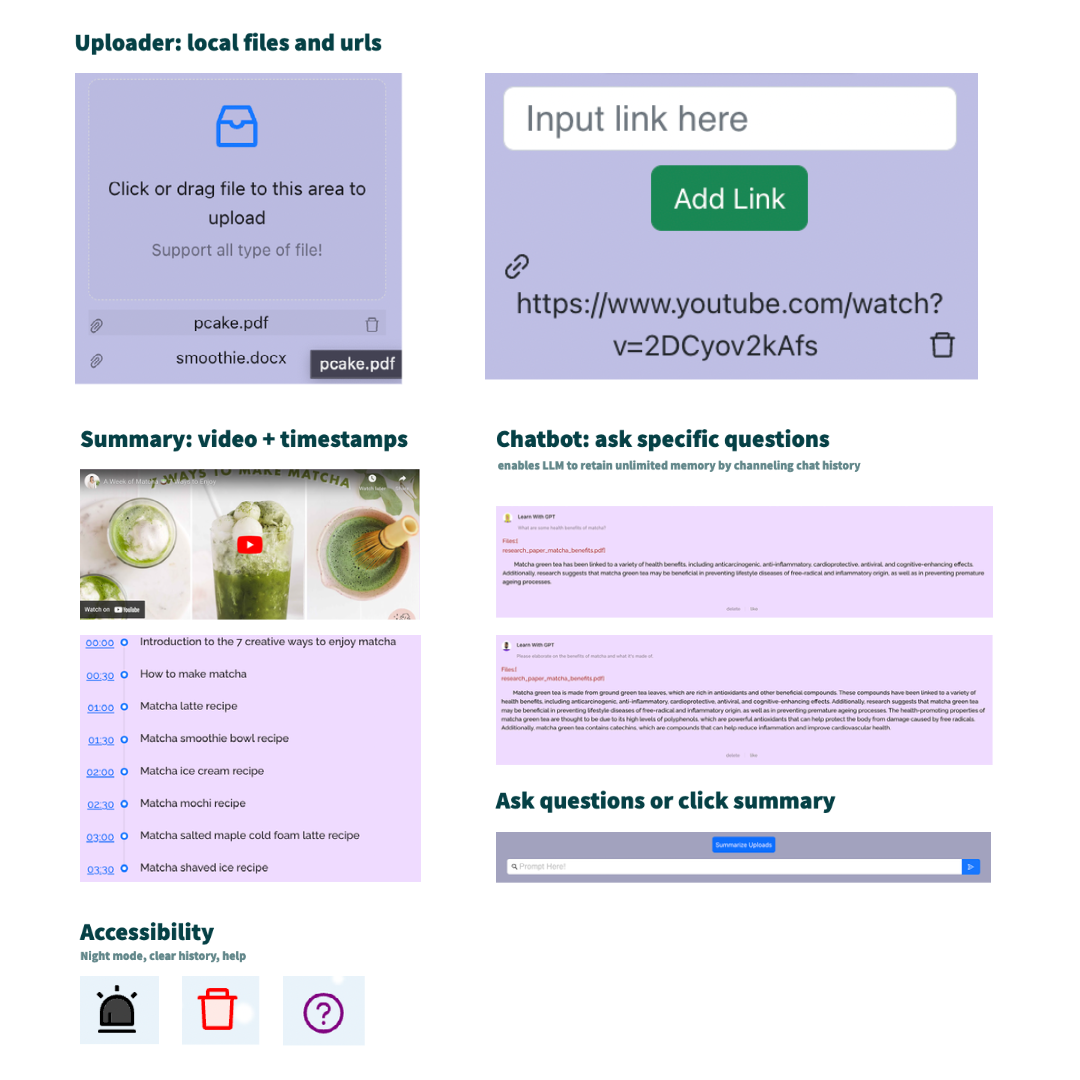 Uploader: local files and urls
Click or drag file to this area to
upload
Support all type of file!
pcake.pdf
smoothie.docx
pcake.pdf
Input link here
Add Link
https://www.youtube.com/watch?
v=2DCyov2kAfs
Summary: video + timestamps
WAYS TO MAKE MATCHA
A Week of Matcha
Enjoy
Watch later
Share
Watch on YouTube
00:00 Introduction to the 7 creative ways to enjoy matcha
00:30 How to make matcha
01:00 Matcha latte recipe
01:30 Matcha smoothie bowl recipe
02:00 Matcha ice cream recipe
02:30 Matcha mochi recipe
03:00 Matcha salted maple cold foam latte recipe
03:30 Matcha shaved ice recipe
Chatbot: ask specific questions
enables LLM to retain unlimited memory by channeling chat history
Learn With GPT
What are some health benefits of matcha?
Files:[
research_paper_matcha_benefits.pdf]
Matcha green tea has been linked to a variety of health benefits, including anticarcinogenic, anti-inflammatory, cardioprotective, antiviral, and cognitive-enhancing effects.
Additionally, research suggests that matcha green tea may be beneficial in preventing lifestyle diseases of free-radical and inflammatory origin, as well as in preventing premature
ageing processes.
delete like
Learn With GPT
Please elaborate on the benefits of matcha and what it's made of.
Files:[
research_paper_matcha_benefits.pdf]
Matcha green tea is made from ground green tea leaves, which are rich in antioxidants and other beneficial compounds. These compounds have been linked to a variety of
health benefits, including anticarcinogenic, anti-inflammatory, cardioprotective, antiviral, and cognitive-enhancing effects. Additionally, research suggests that matcha green tea
may be beneficial in preventing lifestyle diseases of free-radical and inflammatory origin, as well as in preventing premature ageing processes. The health-promoting properties of
matcha green tea are thought to be due to its high levels of polyphenols, which are powerful antioxidants that can help protect the body from damage caused by free radicals.
Additionally, matcha green tea contains catechins, which are compounds that can help reduce inflammation and improve cardiovascular health.
delete like
Ask questions or click summary
Summarize Uploads
Prompt Here!
Accessibility
Night mode, clear history, help